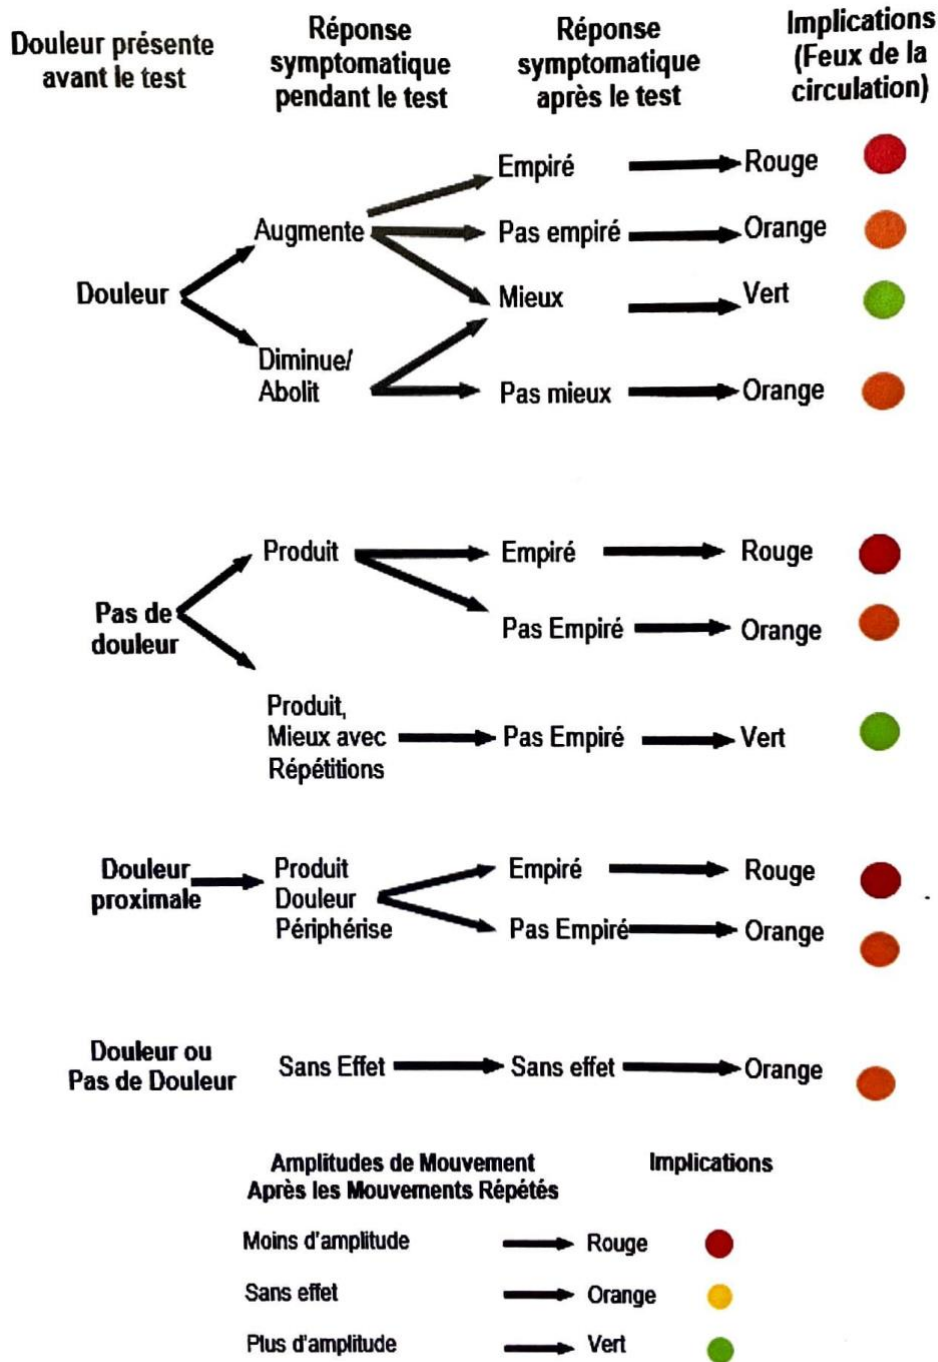 Douleur présente
avant le test
Réponse
symptomatique
pendant le test
Réponse
symptomatique
après le test
Implications
(Feux de la
circulation)
Douleur
Augmente
Empiré
Rouge
Pas empiré
Orange
Mieux
Vert
Diminue/
Abolit
Pas mieux
Orange
Pas de
douleur
Produit
Empiré
Rouge
Pas Empiré
Orange
Produit,
Mieux avec
Répétitions
Pas Empiré
Vert
Douleur
proximale
Produit
Douleur
Périphérise
Empiré
Rouge
Pas Empiré
Orange
Douleur ou
Pas de Douleur
Sans Effet
Sans effet
Orange
Amplitudes de Mouvement
Après les Mouvements Répétés
Implications
Moins d'amplitude
Rouge
Sans effet
Orange
Plus d'amplitude
Vert